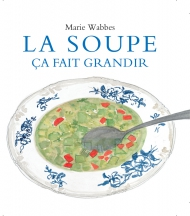 Marie Wabbes
LA SOUPE
ÇA FAIT GRANDIR